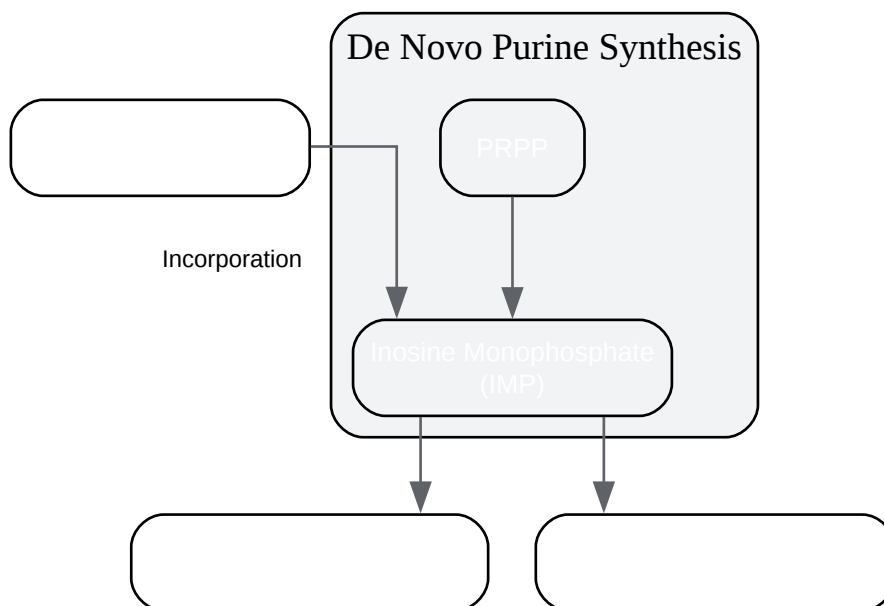 De Novo Purine Synthesis
PRPP
Incorporation
Inosine Monophosphate
(IMP)